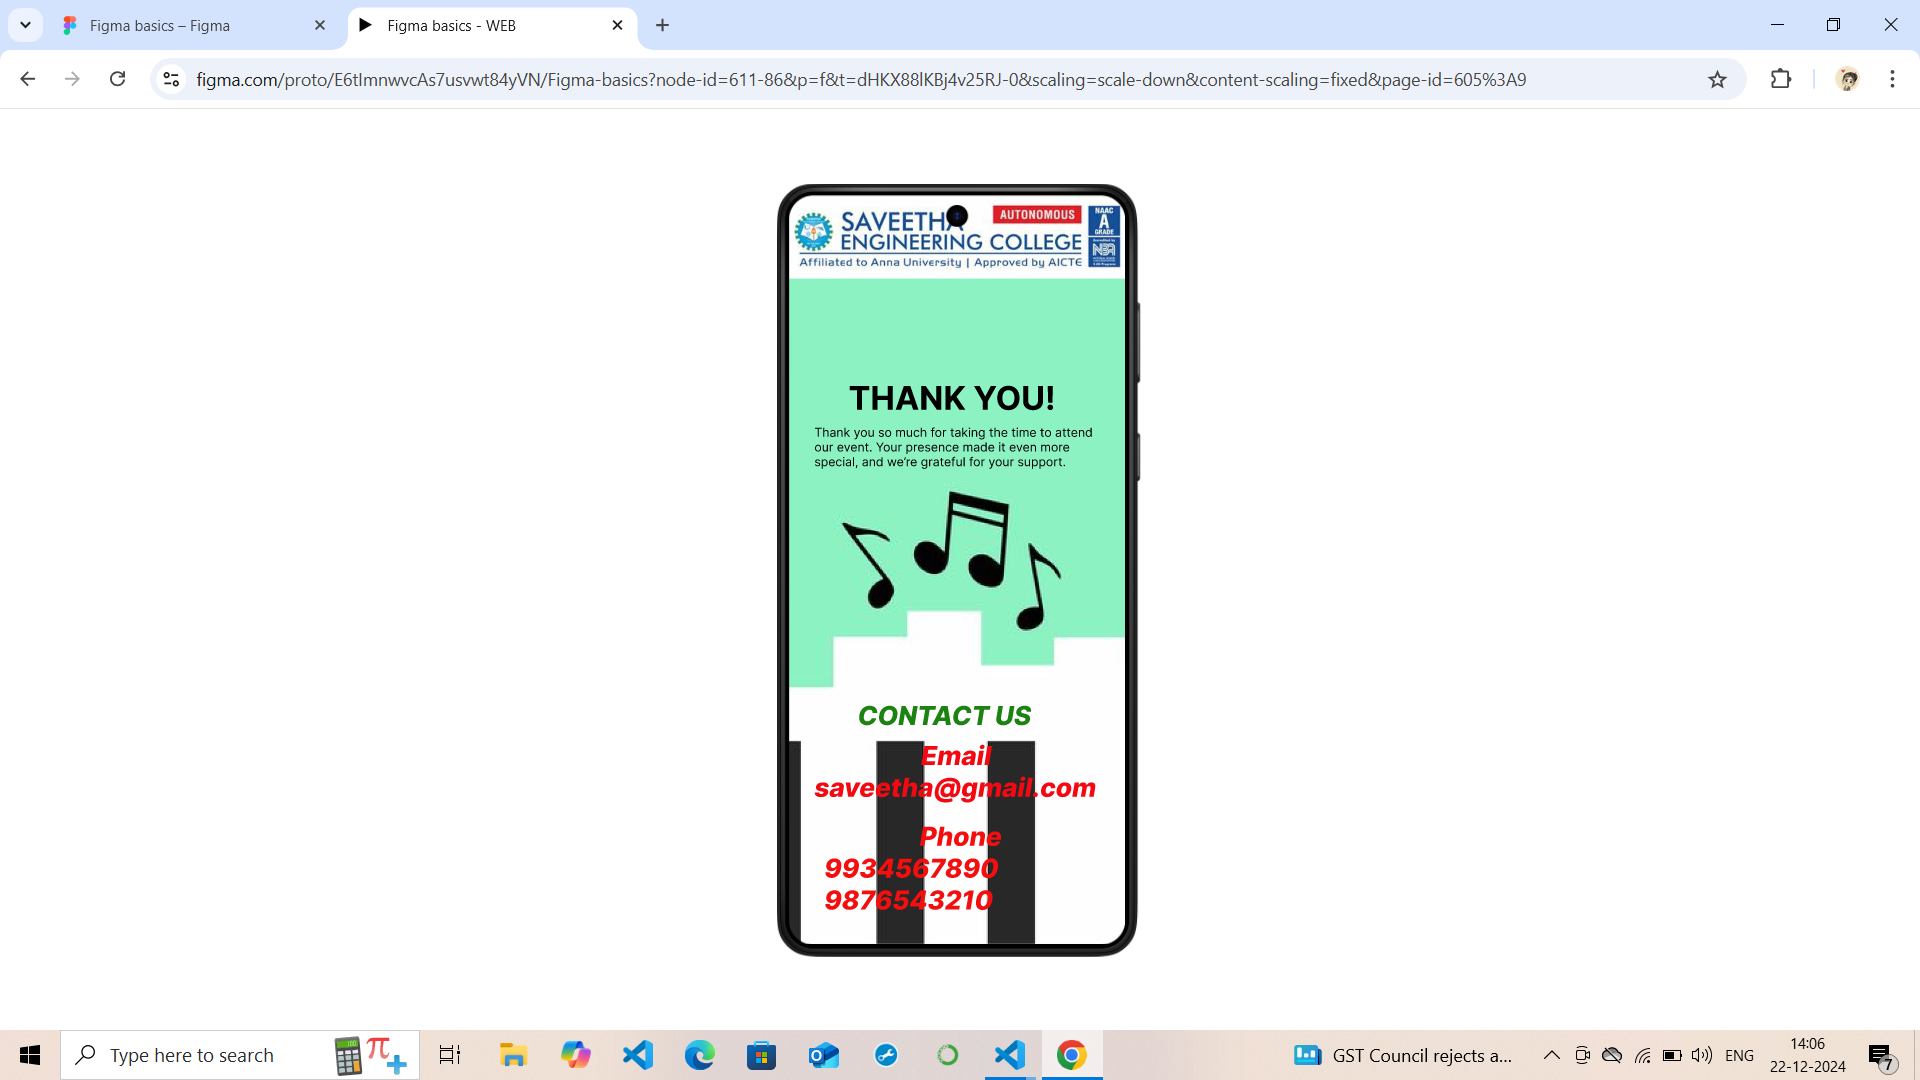 Figma basics – Figma
Figma basics - WEB
figma.com/proto/E6tImnwvcAs7usvwt84yVN/Figma-basics?node-id=611-86&p=f&t=dHKX88lKBj4v25RJ-0&scaling=scale-down&content-scaling=fixed&page-id=605%3A9
SAVEETHA
ENGINEERING COLLEGE
AUTONOMOUS
NAAC
A
GRADE
NBA
Affiliated to Anna University | Approved by AICTE
THANK YOU!
Thank you so much for taking the time to attend
our event. Your presence made it even more
special, and we're grateful for your support.
CONTACT US
Email
saveetha@gmail.com
Phone
9934567890
9876543210
Type here to search
GST Council rejects a...
ENG
14:06
22-12-2024
7